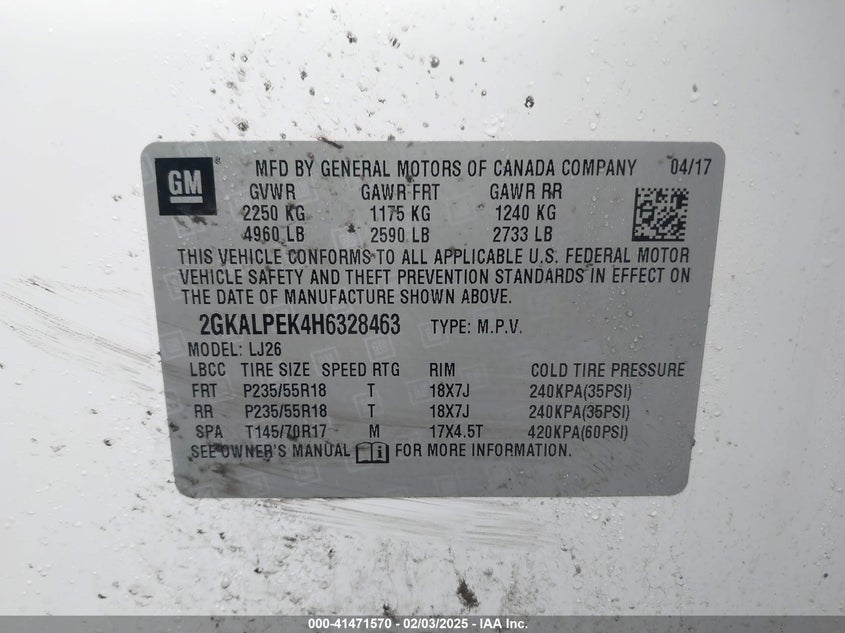 GM
MFD BY GENERAL MOTORS OF CANADA COMPANY 04/17
GVWR GAWR FRT GAWR RR
2250 KG 1175 KG 1240 KG
4960 LB 2590 LB 2733 LB
THIS VEHICLE CONFORMS TO ALL APPLICABLE U.S. FEDERAL MOTOR
VEHICLE SAFETY AND THEFT PREVENTION STANDARDS IN EFFECT ON
THE DATE OF MANUFACTURE SHOWN ABOVE.
2GKALPEK4H6328463 TYPE: M.P.V.
MODEL: LJ26
LBCC TIRE SIZE SPEED RTG RIM COLD TIRE PRESSURE
FRT P235/55R18 T 18X7J 240KPA(35PSI)
RR P235/55R18 T 18X7J 240KPA(35PSI)
SPA T145/70R17 M 17X4.5T 420KPA(60PSI)
SEE OWNER'S MANUAL FOR MORE INFORMATION.
000-41471570 - 02/03/2025 - IAA Inc.